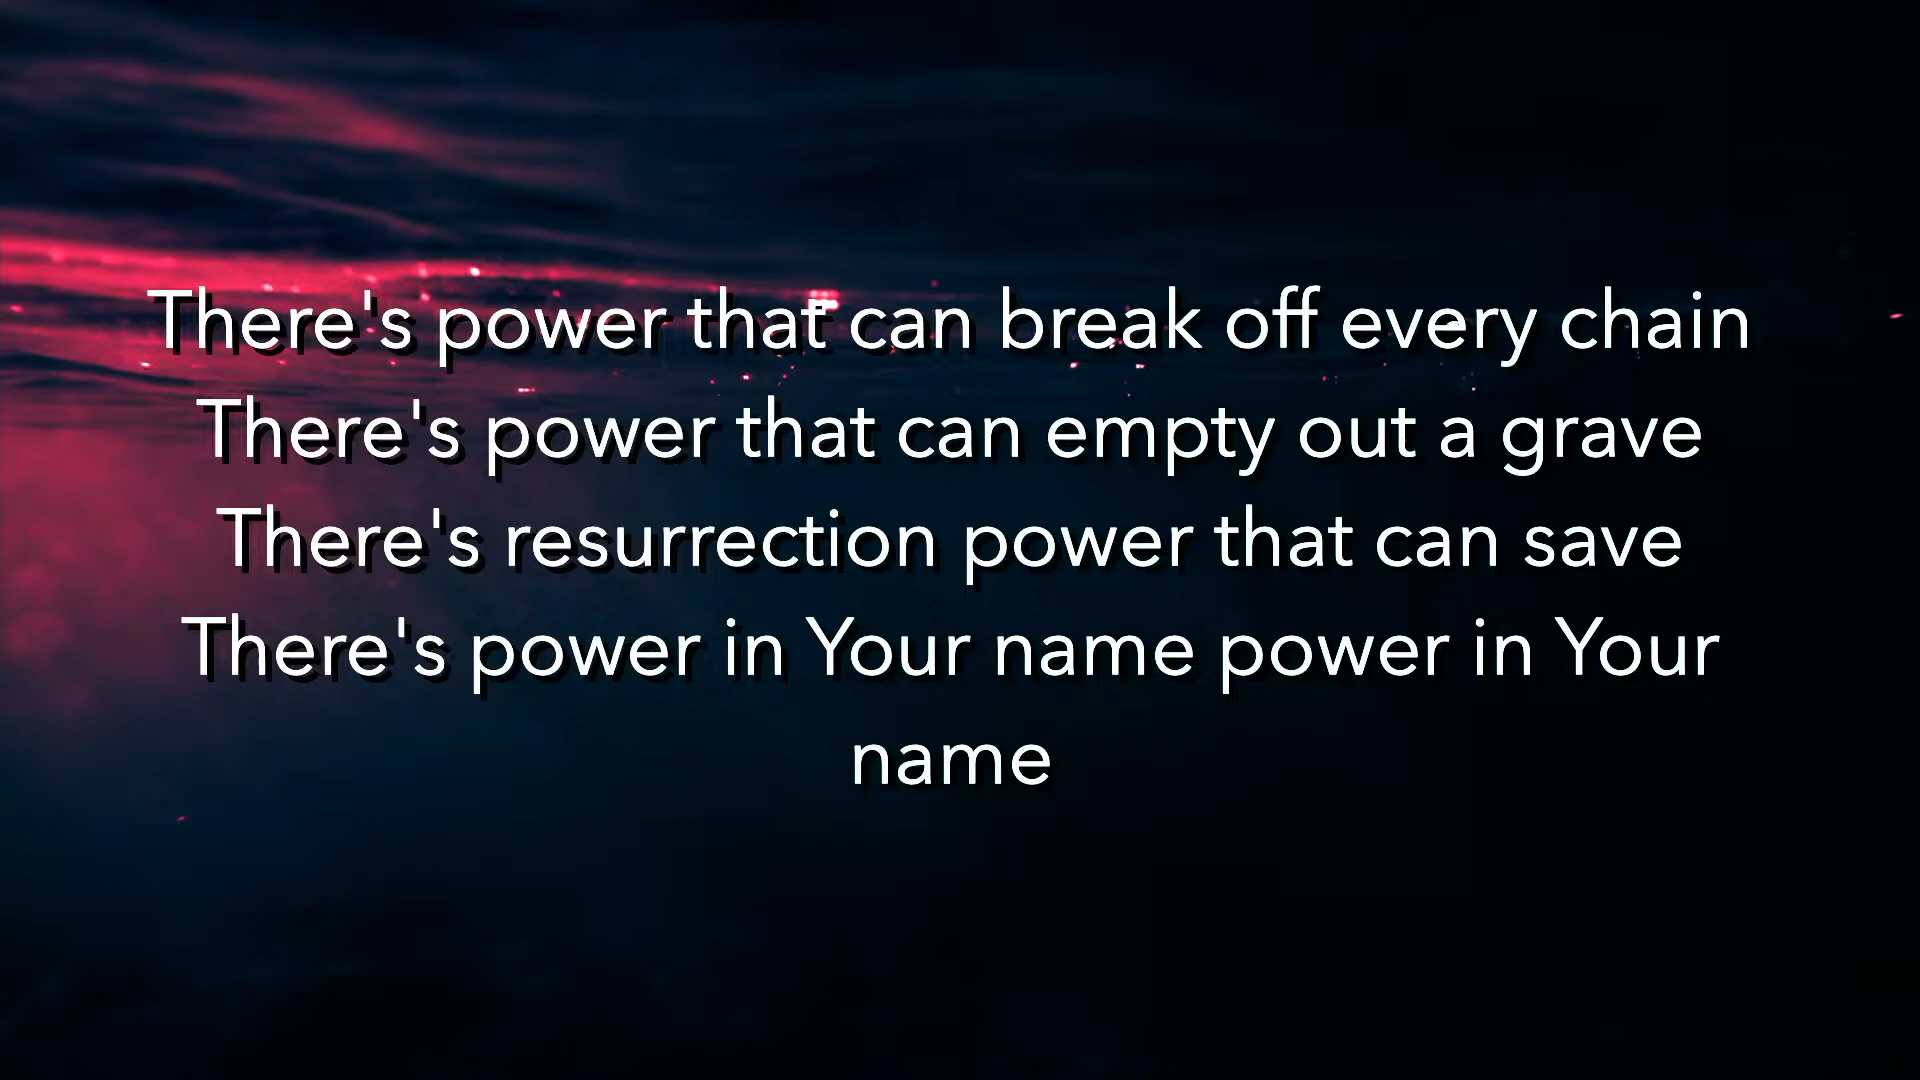 There's power that can break off every chain
There's power that can empty out a grave
There's resurrection power that can save
There's power in Your name power in Your
name